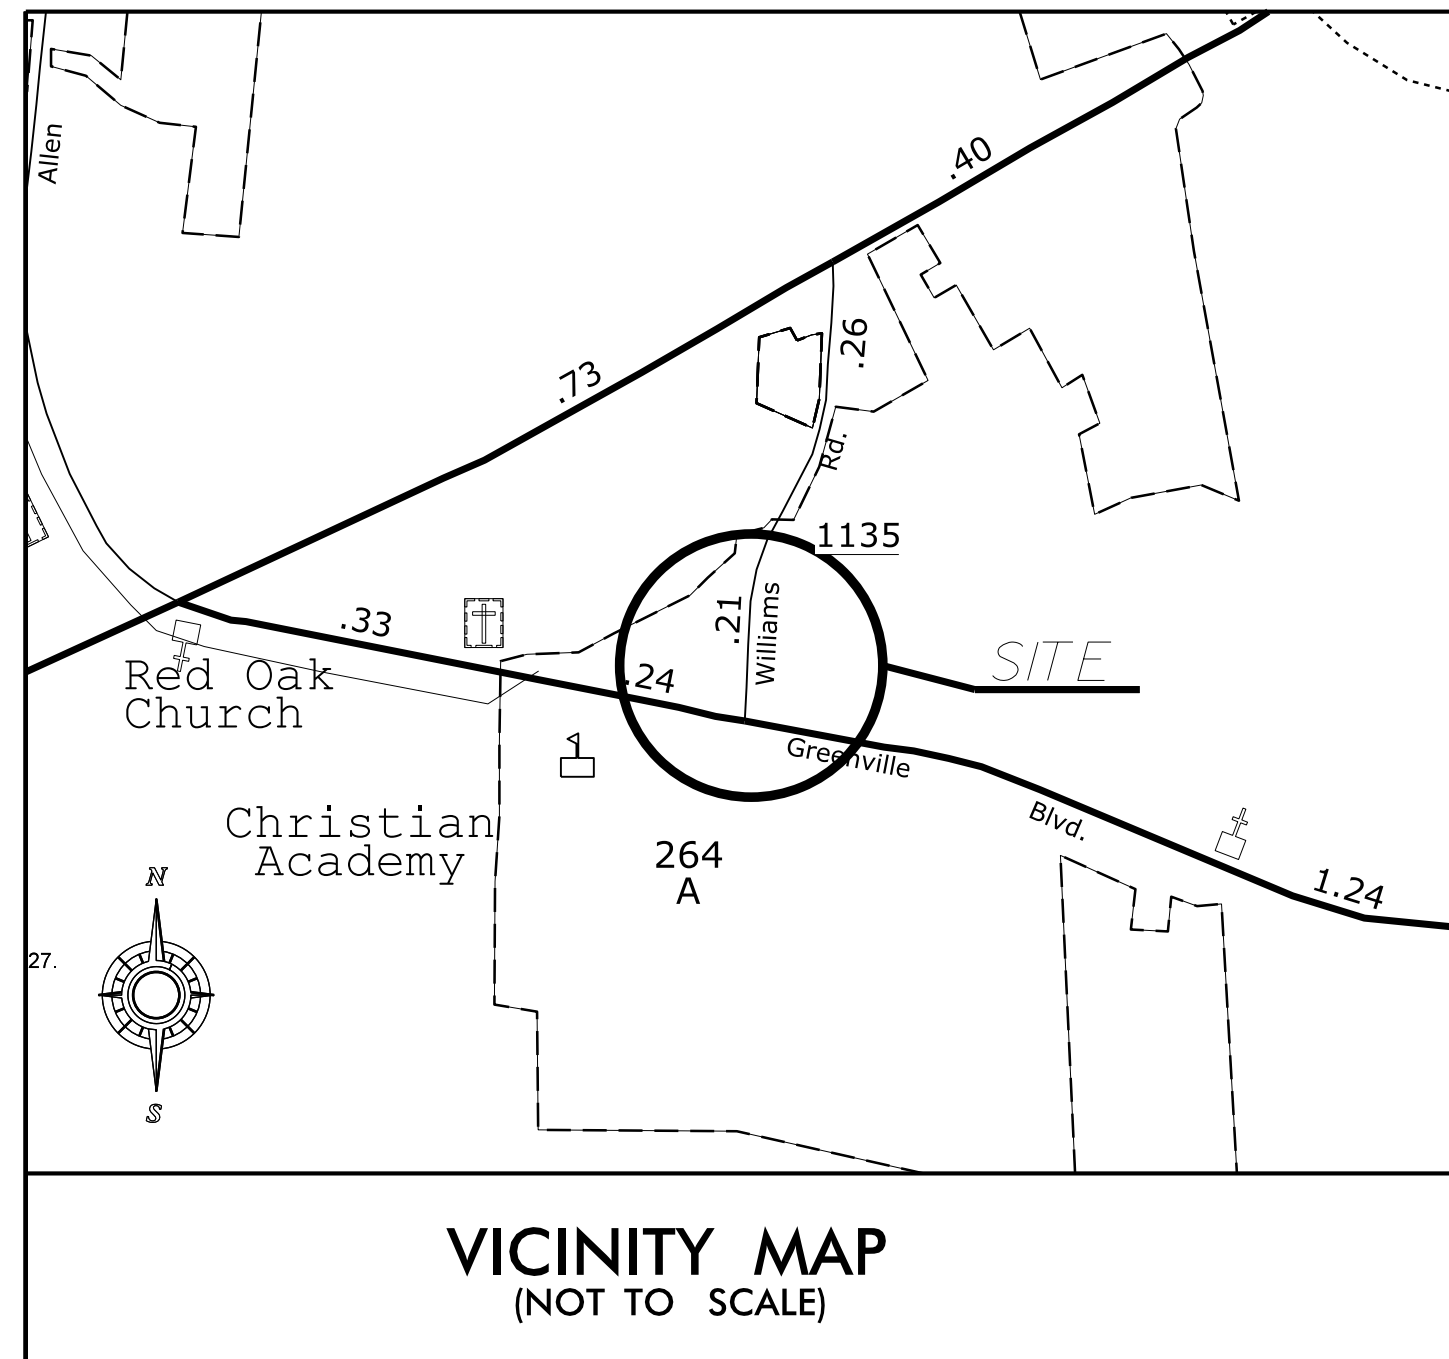 Allen
.40
.26
.73
Rd.
1135
.33
.21
Williams
SITE
.24
Red Oak
Church
Greenville
Blvd.
Christian
Academy
264
A
1.24
N
27.
S
VICINITY MAP
(NOT TO SCALE)